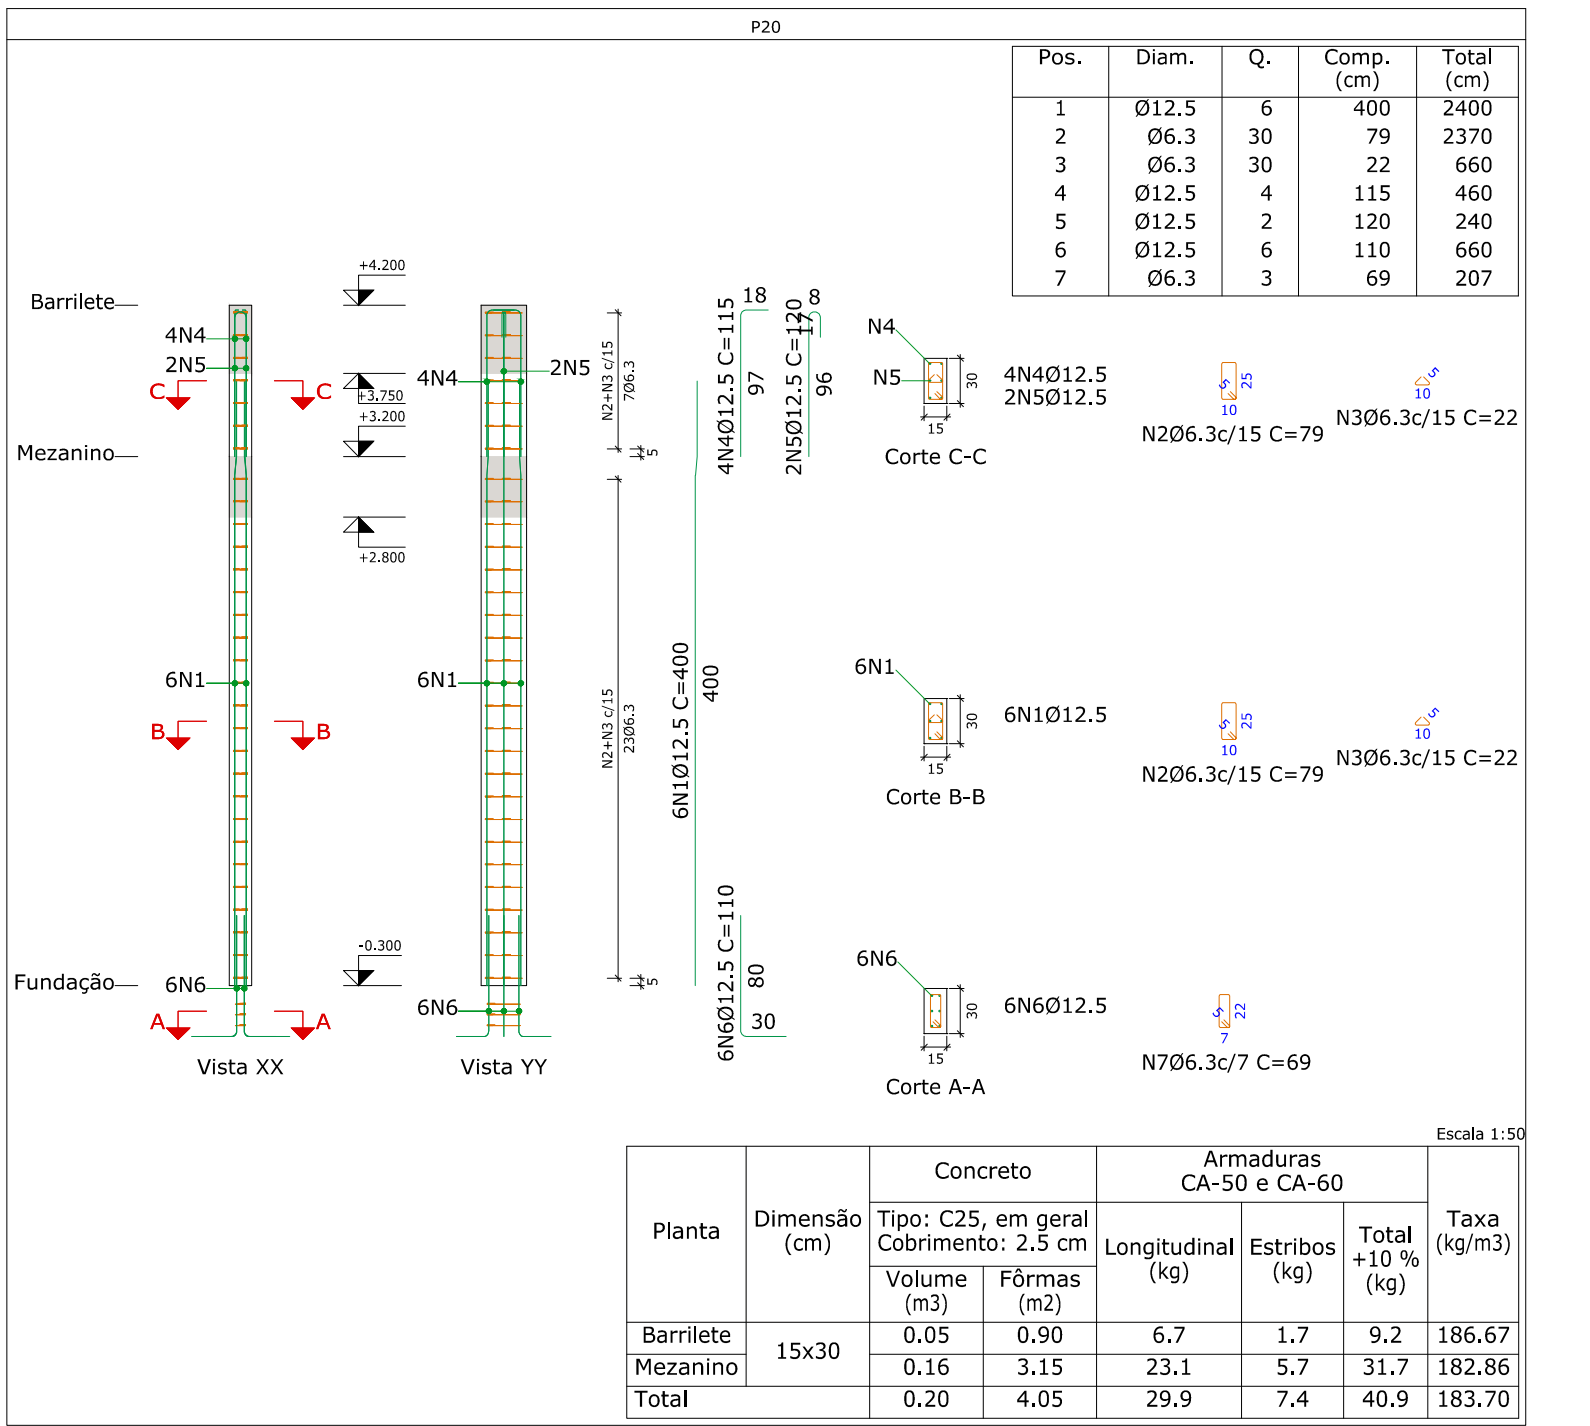 P20
Pos. Diam. Q. Comp. (cm) Total (cm)
1 Ø12.5 6 400 2400
2 Ø6.3 30 79 2370
3 Ø6.3 30 22 660
4 Ø12.5 4 115 460
5 Ø12.5 2 120 240
6 Ø12.5 6 110 660
7 Ø6.3 3 69 207
Barrilete
4N4
2N5
C C
Mezanino
6N1
B B
Fundação
6N6
A A
Vista XX
+4.200
+3.750
+3.200
+2.800
-0.300
4N4
2N5
6N1
6N6
Vista YY
N2+N3 c/15
7Ø6.3
5
N2+N3 c/15
23Ø6.3
5
6N1Ø12.5 C=400
400
4N4Ø12.5 C=115
18
97
2N5Ø12.5 C=120
17
8
96
6N6Ø12.5 C=110
80
30
N4
N5
30
15
Corte C-C
4N4Ø12.5
2N5Ø12.5
5
25
10
N2Ø6.3c/15 C=79
5
10
N3Ø6.3c/15 C=22
6N1
30
15
Corte B-B
6N1Ø12.5
5
25
10
N2Ø6.3c/15 C=79
5
10
N3Ø6.3c/15 C=22
6N6
30
15
Corte A-A
6N6Ø12.5
5
22
7
N7Ø6.3c/7 C=69
Escala 1:50
Planta
Dimensão
(cm)
Concreto
Tipo: C25, em geral
Cobrimento: 2.5 cm
Volume
(m3)
Fôrmas
(m2)
Armaduras
CA-50 e CA-60
Longitudinal
(kg)
Estribos
(kg)
Total
+10 %
(kg)
Taxa
(kg/m3)
Barrilete 15x30 0.05 0.90 6.7 1.7 9.2 186.67
Mezanino 0.16 3.15 23.1 5.7 31.7 182.86
Total 0.20 4.05 29.9 7.4 40.9 183.70